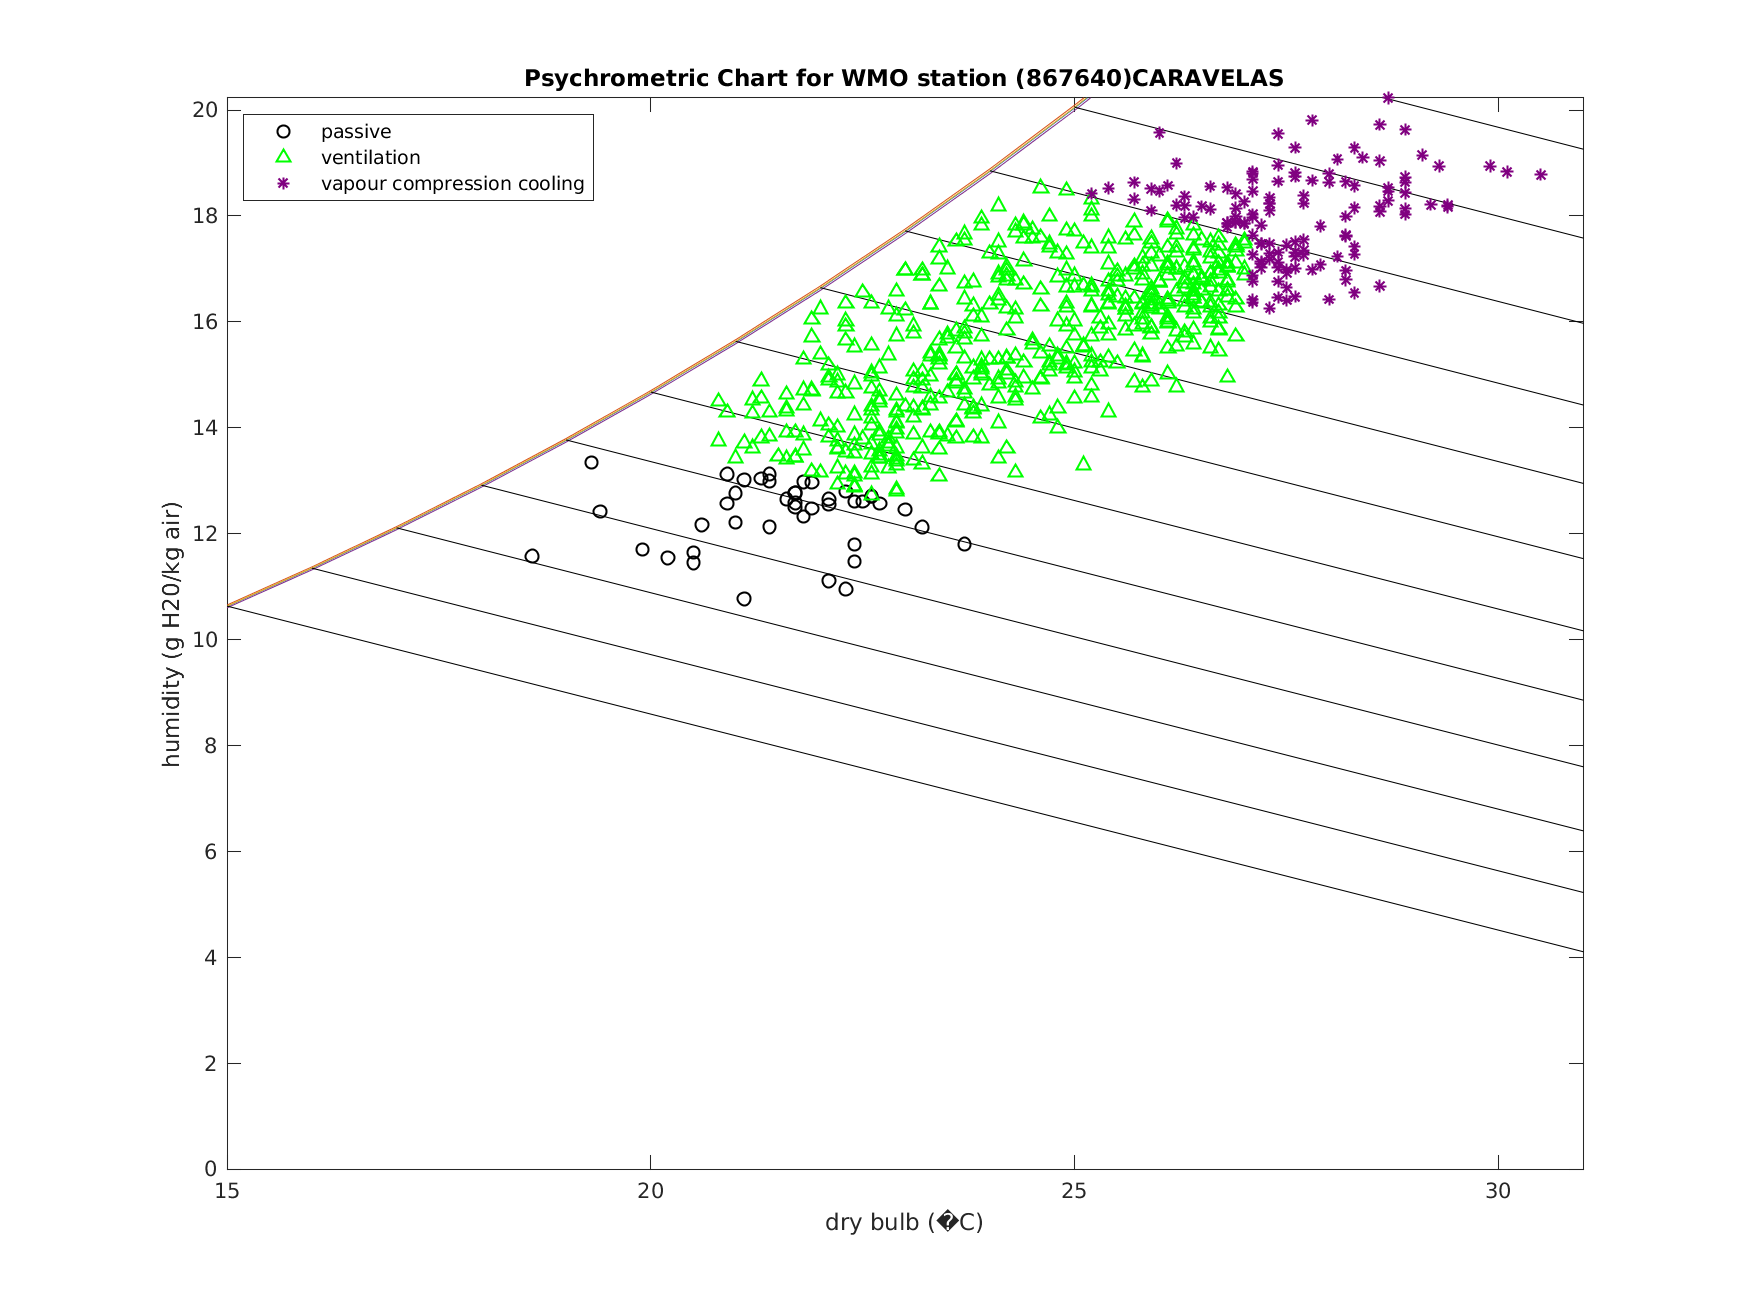 Psychrometric Chart for WMO station (867640)CARAVELAS
passive
ventilation
vapour compression cooling
20
18
16
14
12
10
8
6
4
2
0
humidity (g H20/kg air)
15 20 25 30
dry bulb (�C)